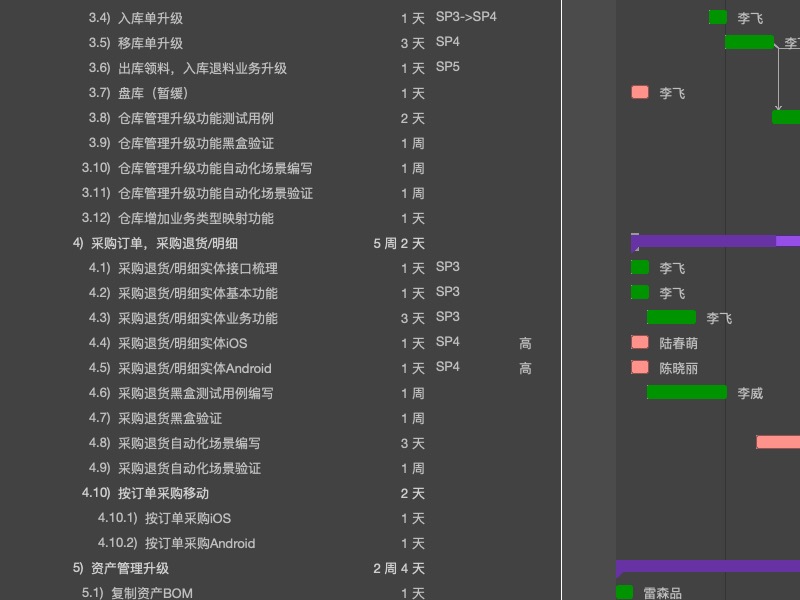 3.4) 入库单升级 1 天 SP3->SP4 李飞
3.5) 移库单升级 3 天 SP4 李
3.6) 出库领料，入库退料业务升级 1 天 SP5
3.7) 盘库（暂缓） 1 天 李飞
3.8) 仓库管理升级功能测试用例 2 天
3.9) 仓库管理升级功能黑盒验证 1 周
3.10) 仓库管理升级功能自动化场景编写 1 周
3.11) 仓库管理升级功能自动化场景验证 1 周
3.12) 仓库增加业务类型映射功能 1 天
4) 采购订单，采购退货/明细 5 周 2 天
4.1) 采购退货/明细实体接口梳理 1 天 SP3 李飞
4.2) 采购退货/明细实体基本功能 1 天 SP3 李飞
4.3) 采购退货/明细实体业务功能 3 天 SP3 李飞
4.4) 采购退货/明细实体iOS 1 天 SP4 高 陆春萌
4.5) 采购退货/明细实体Android 1 天 SP4 高 陈晓丽
4.6) 采购退货黑盒测试用例编写 1 周 李威
4.7) 采购退货黑盒验证 1 周
4.8) 采购退货自动化场景编写 3 天
4.9) 采购退货自动化场景验证 1 周
4.10) 按订单采购移动 2 天
4.10.1) 按订单采购iOS 1 天
4.10.2) 按订单采购Android 1 天
5) 资产管理升级 2 周 4 天
5.1) 复制资产BOM 1 天 雷森品